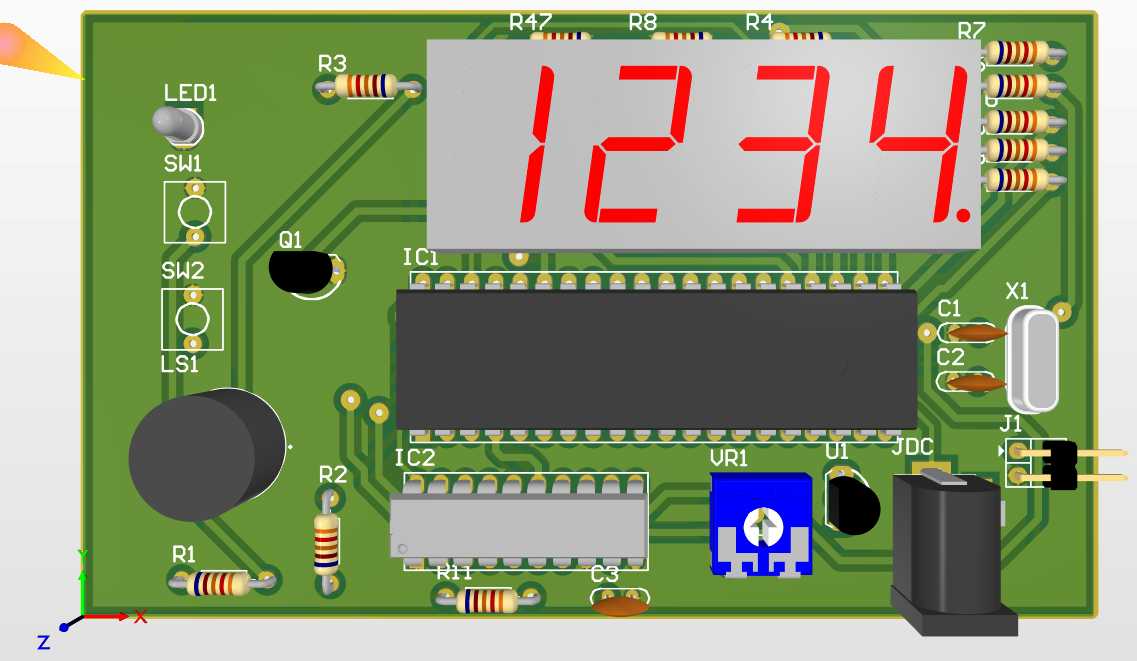 R47 R8 R4 R7
R3
LED1
SW1
Q1
IC1
SW2
X1
C1
LS1
C2
J1
JDC
U1
VR1
IC2
R2
R1
R11
C3
1234.
Y
X
Z